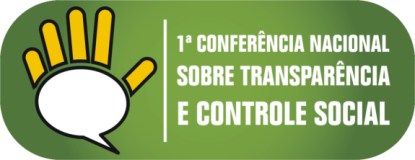 1ª CONFERÊNCIA NACIONAL
SOBRE TRANSPARÊNCIA
E CONTROLE SOCIAL